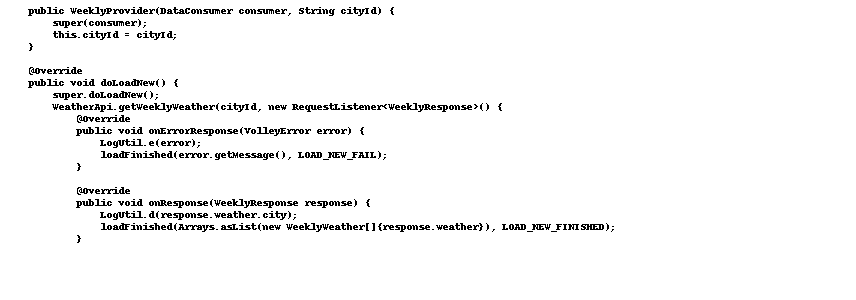 public WeeklyProvider(DataConsumer consumer, String cityId) {
super(consumer);
this.cityId = cityId;
}
@Override
public void doLoadNew() {
super.doLoadNew();
WeatherApi.getWeeklyWeather(cityId, new RequestListener<WeeklyResponse>() {
@Override
public void onErrorResponse(VolleyError error) {
LogUtil.e(error);
loadFinished(error.getMessage(), LOAD_NEW_FAIL);
}
@Override
public void onResponse(WeeklyResponse response) {
LogUtil.d(response.weather.city);
loadFinished(Arrays.asList(new WeeklyWeather[]{response.weather}), LOAD_NEW_FINISHED);
}